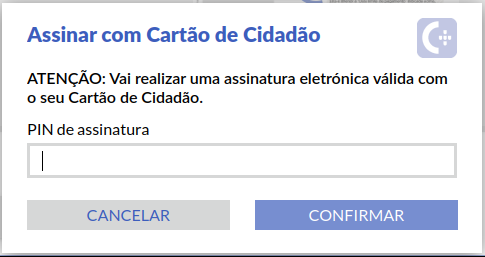 Assinar com Cartão de Cidadão
ATENÇÃO: Vai realizar uma assinatura eletrónica válida com
o seu Cartão de Cidadão.
PIN de assinatura
CANCELAR
CONFIRMAR